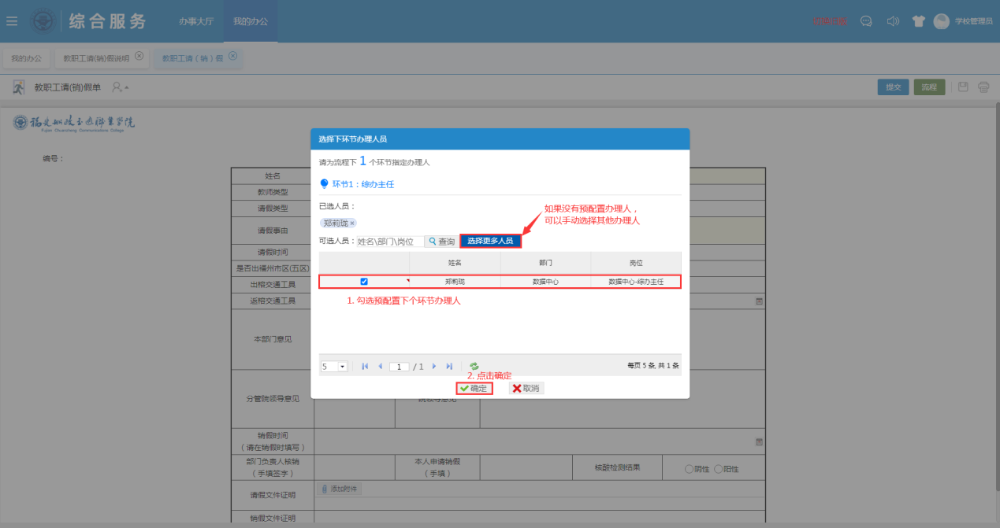 综合服务
办事大厅
我的办公
学校管理员
我的办公
教职工请(销)假说明
教职工请（销）假
教职工请(销)假单
提交
流程
Fujian Chuanzheng Communications College
编号：
选择下环节办理人员
请为流程下 1 个环节指定办理人
环节1：综办主任
已选人员：
郑莉珑 ×
可选人员：
姓名\部门\岗位
查询
选择更多人员
如果没有预配置办理人，
可以手动选择其他办理人
姓名 部门 岗位
郑莉珑 数据中心 数据中心-综办主任
1. 勾选预配置下个环节办理人
5
1 / 1
每页 5 条, 共 1 条
2. 点击确定
确定
取消
姓名
教师类型
请假类型
请假事由
请假时间
是否出福州市区(五区)
出榕交通工具
返榕交通工具
本部门意见
分管院领导意见
院领导意见
销假时间
（请在销假时填写）
部门负责人核销
（手填签字）
本人申请销假
（手填）
核酸检测结果
阴性
阳性
请假文件证明
添加附件
销假文件证明